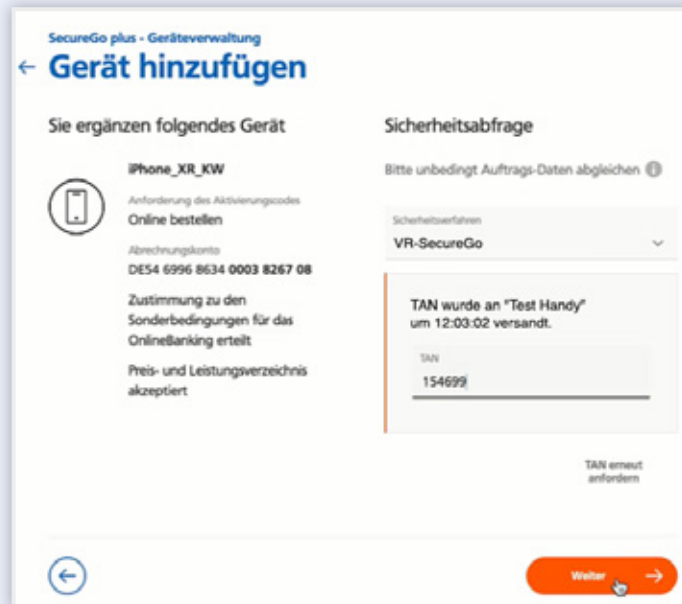 SecureGo plus - Geräteverwaltung
Gerät hinzufügen
Sie ergänzen folgendes Gerät
iPhone_XR_KW
Anforderung des Aktivierungscodes
Online bestellen
Abrechnungskonto
DE54 6996 8634 0003 8267 08
Zustimmung zu den
Sonderbedingungen für das
OnlineBanking erteilt
Preis- und Leistungsverzeichnis
akzeptiert
Sicherheitsabfrage
Bitte unbedingt Auftrags-Daten abgleichen
Sicherheitsverfahren
VR-SecureGo
TAN wurde an "Test Handy"
um 12:03:02 versandt.
TAN
154699
TAN erneut
anfordern
Weiter